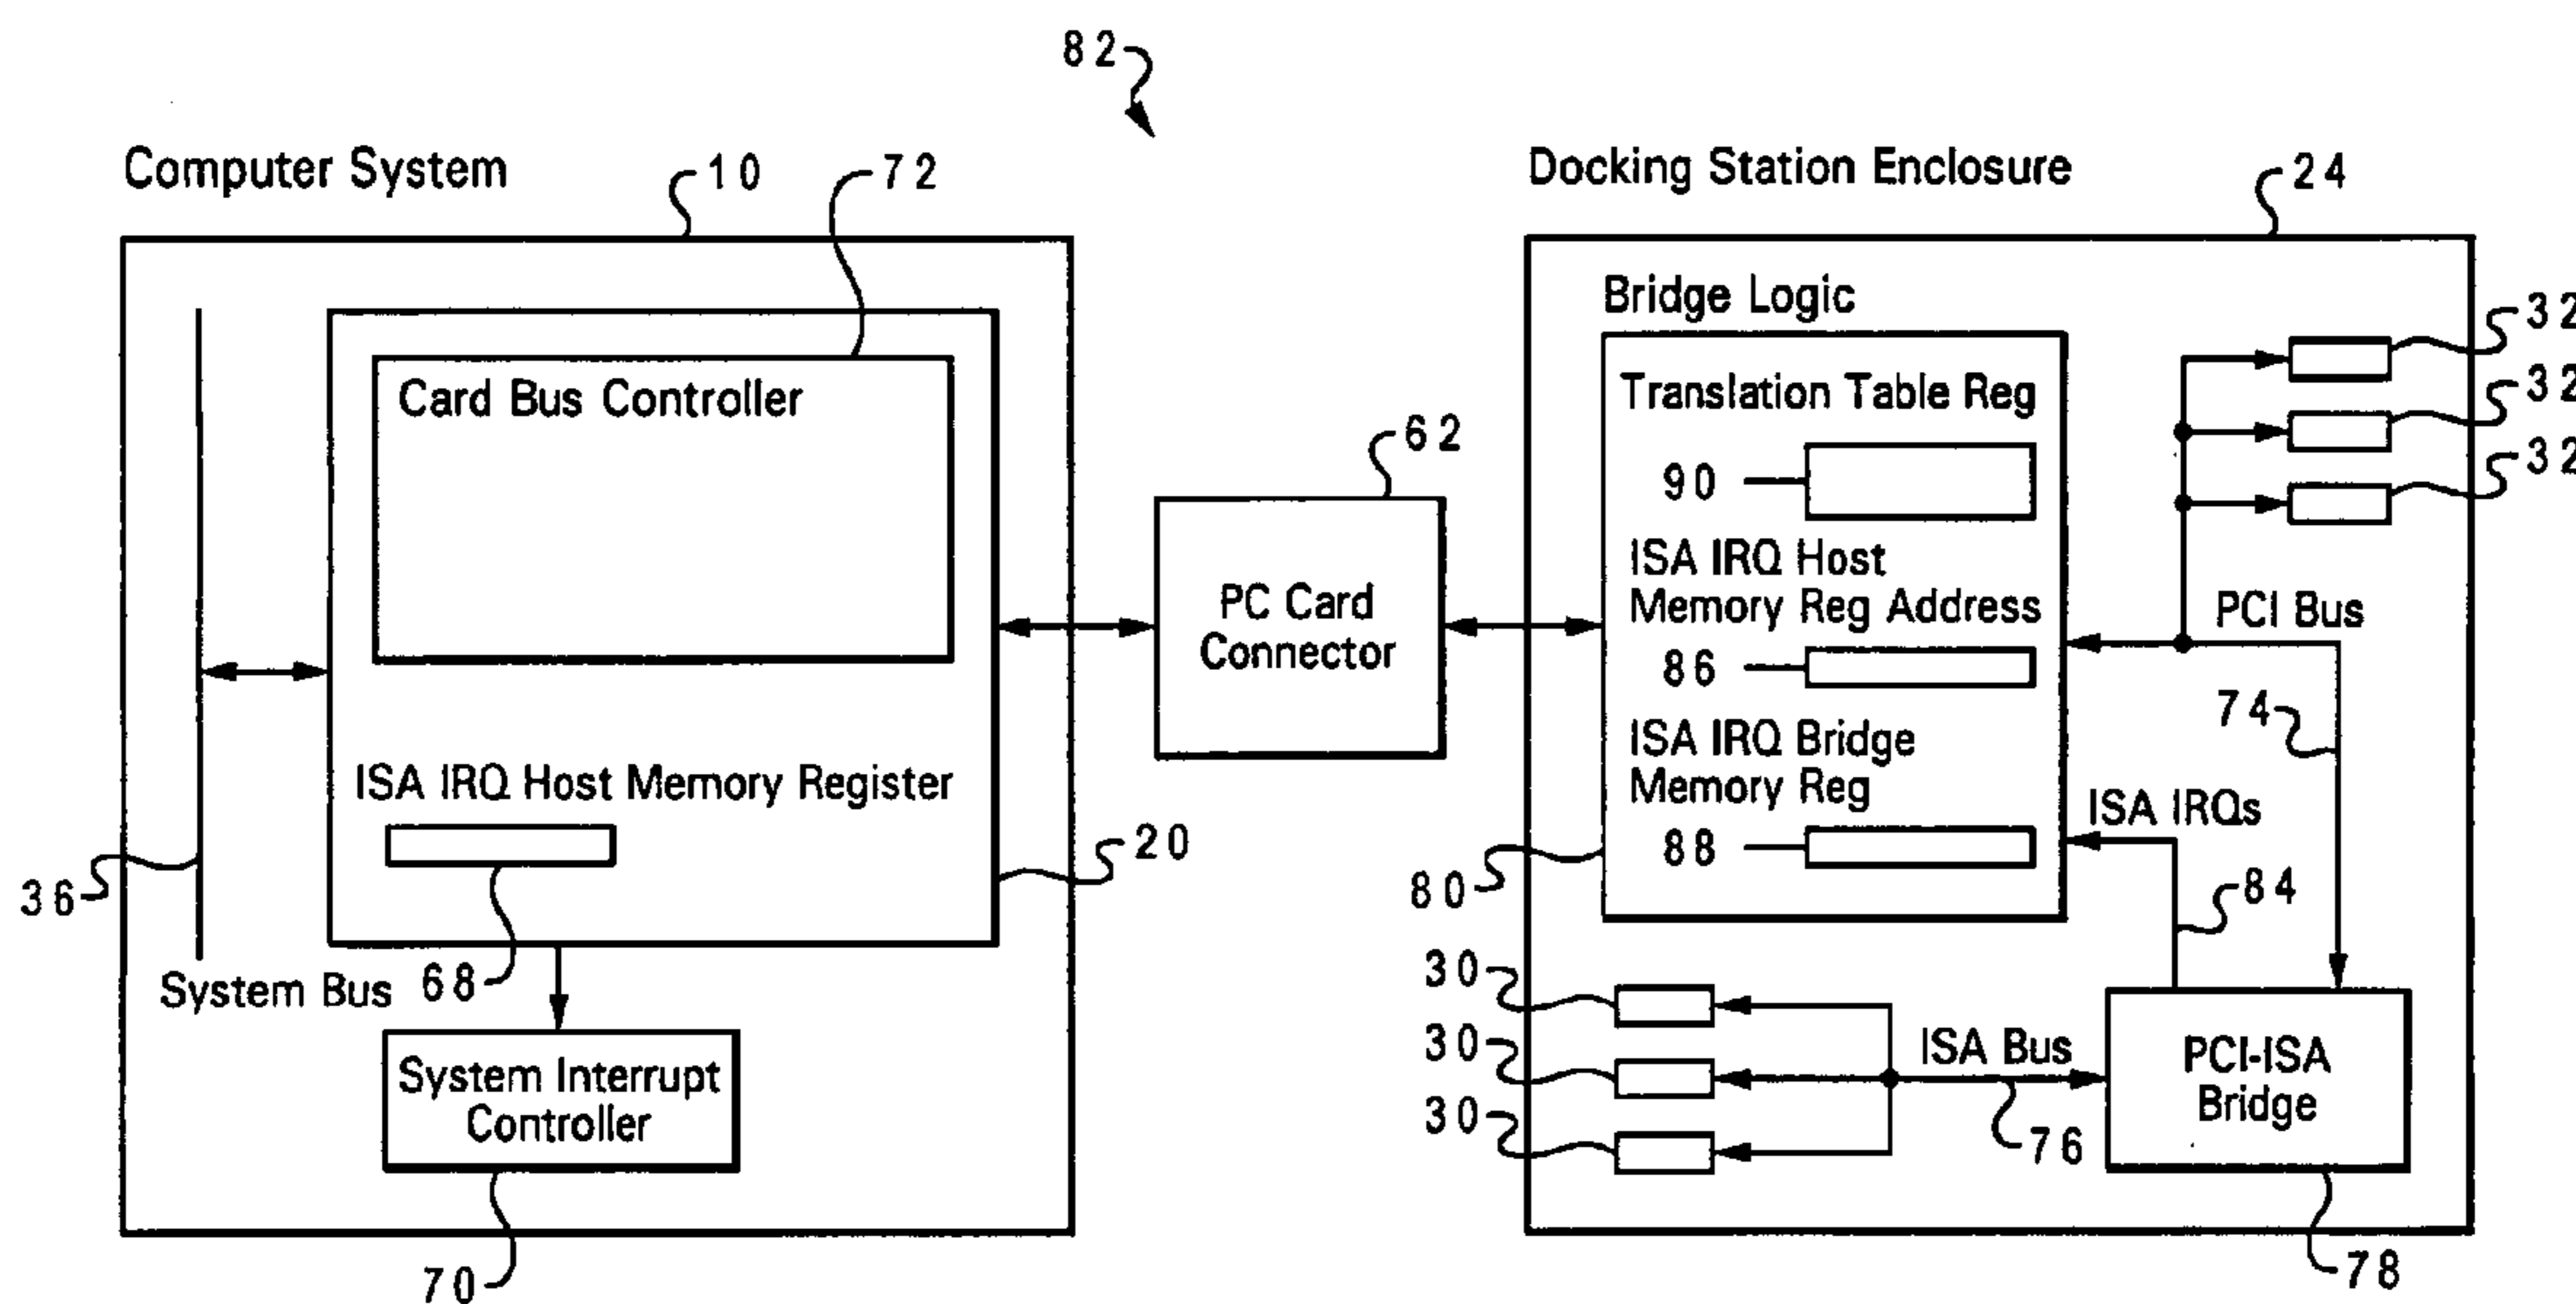 82
Computer System
10
72
Docking Station Enclosure
24
Card Bus Controller
ISA IRQ Host Memory Register
68
20
36
System Bus
System Interrupt
Controller
70
62
PC Card
Connector
Bridge Logic
Translation Table Reg
90
ISA IRQ Host
Memory Reg Address
86
ISA IRQ Bridge
Memory Reg
88
80
32
32
32
PCI Bus
74
ISA IRQs
84
30
30
30
ISA Bus
76
PCI-ISA
Bridge
78